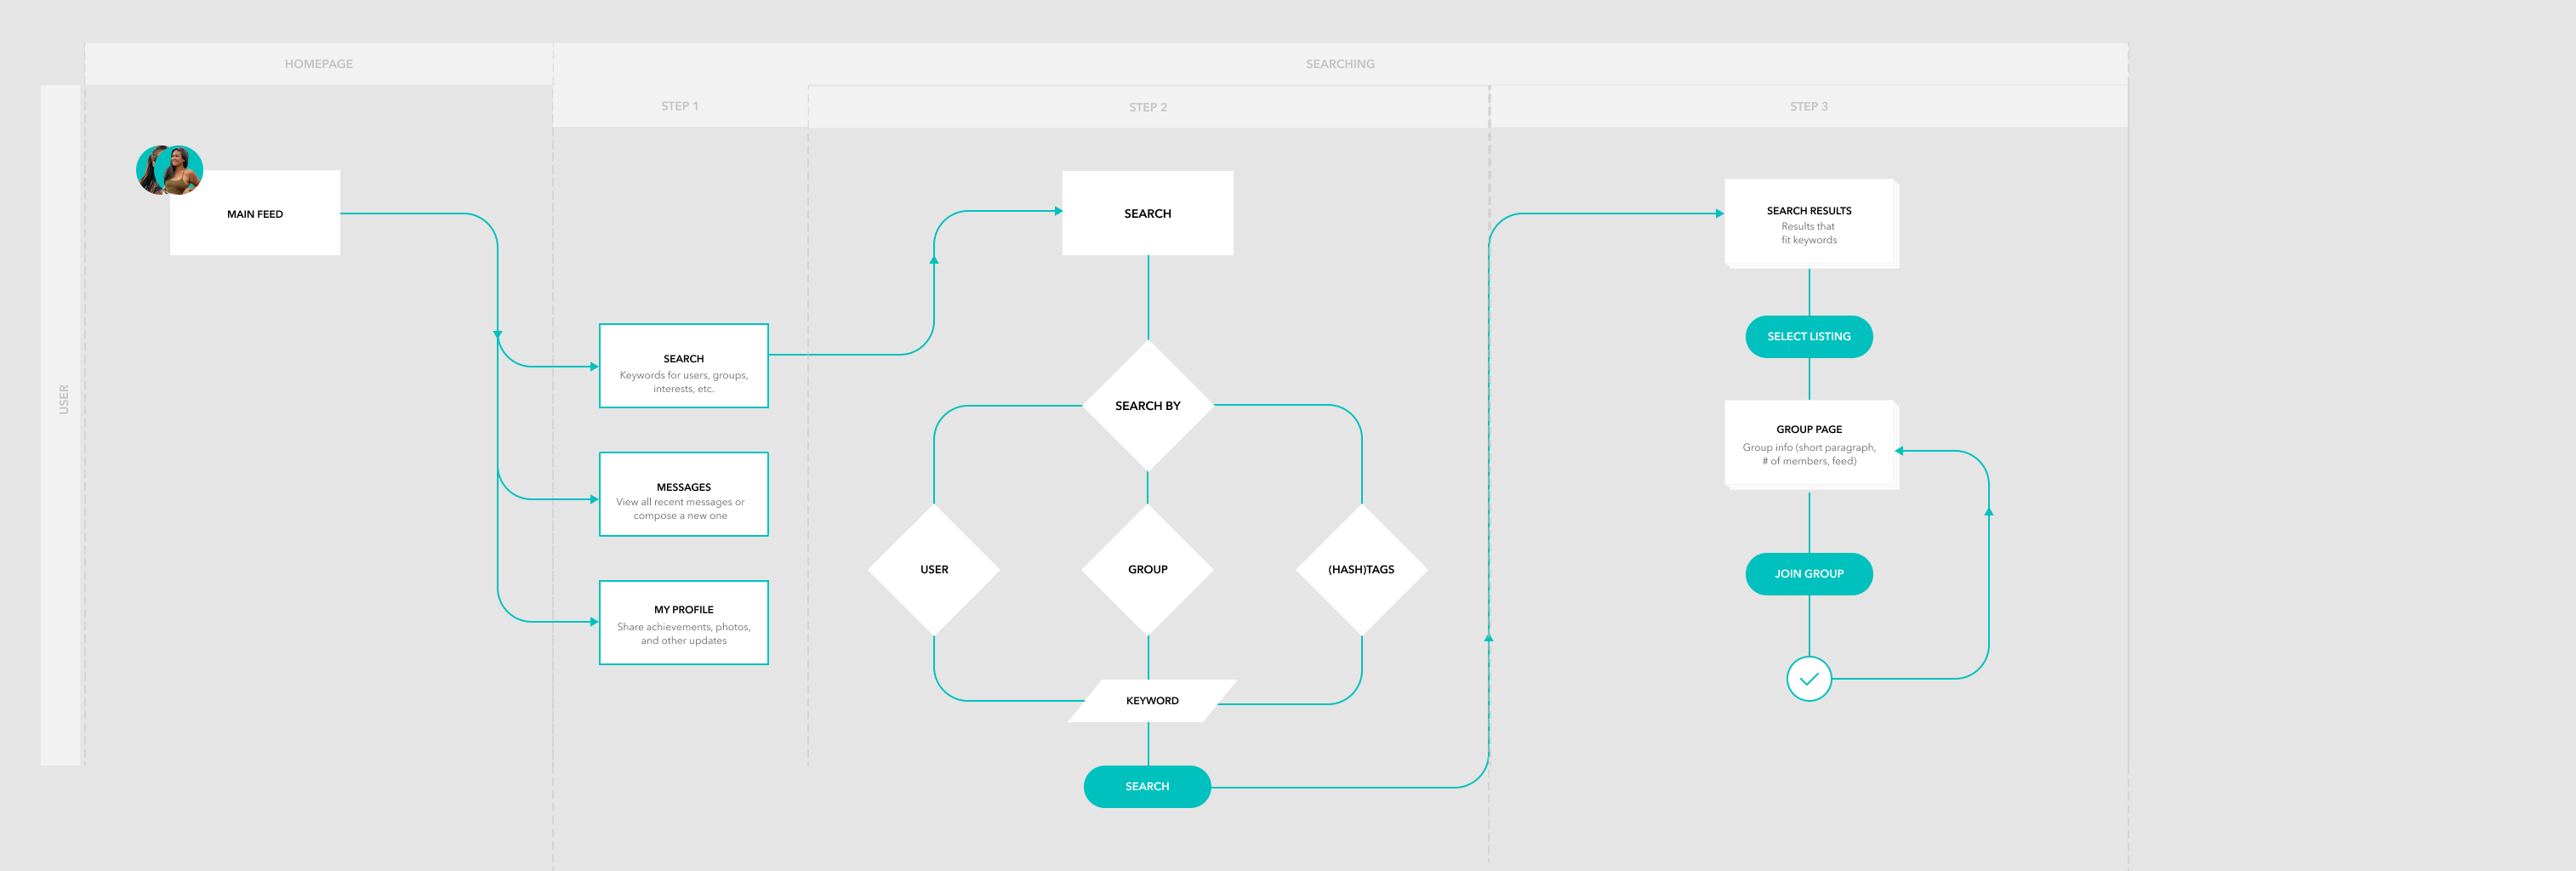 HOMEPAGE
SEARCHING
STEP 1
STEP 2
STEP 3
USER
MAIN FEED
SEARCH
Keywords for users, groups,
interests, etc.
MESSAGES
View all recent messages or
compose a new one
MY PROFILE
Share achievements, photos,
and other updates
SEARCH
SEARCH BY
USER
GROUP
(HASH)TAGS
KEYWORD
SEARCH
SEARCH RESULTS
Results that
fit keywords
SELECT LISTING
GROUP PAGE
Group info (short paragraph,
# of members, feed)
JOIN GROUP